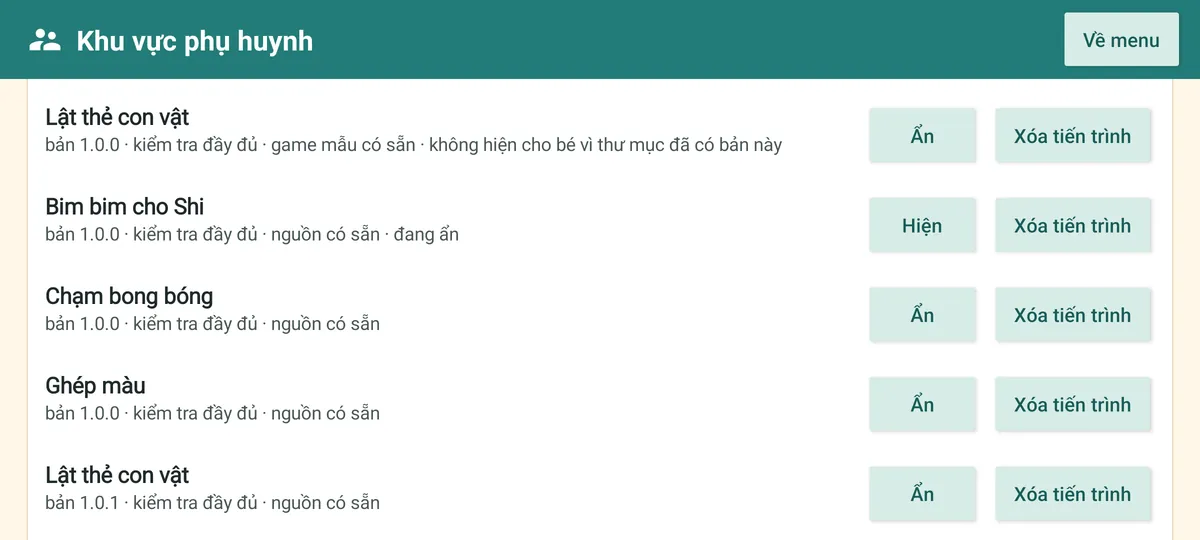 Khu vực phụ huynh
Về menu
Lật thẻ con vật
bản 1.0.0 · kiểm tra đầy đủ · game mẫu có sẵn · không hiện cho bé vì thư mục đã có bản này
Ẩn
Xóa tiến trình
Bim bim cho Shi
bản 1.0.0 · kiểm tra đầy đủ · nguồn có sẵn · đang ẩn
Hiện
Xóa tiến trình
Chạm bong bóng
bản 1.0.0 · kiểm tra đầy đủ · nguồn có sẵn
Ẩn
Xóa tiến trình
Ghép màu
bản 1.0.0 · kiểm tra đầy đủ · nguồn có sẵn
Ẩn
Xóa tiến trình
Lật thẻ con vật
bản 1.0.1 · kiểm tra đầy đủ · nguồn có sẵn
Ẩn
Xóa tiến trình